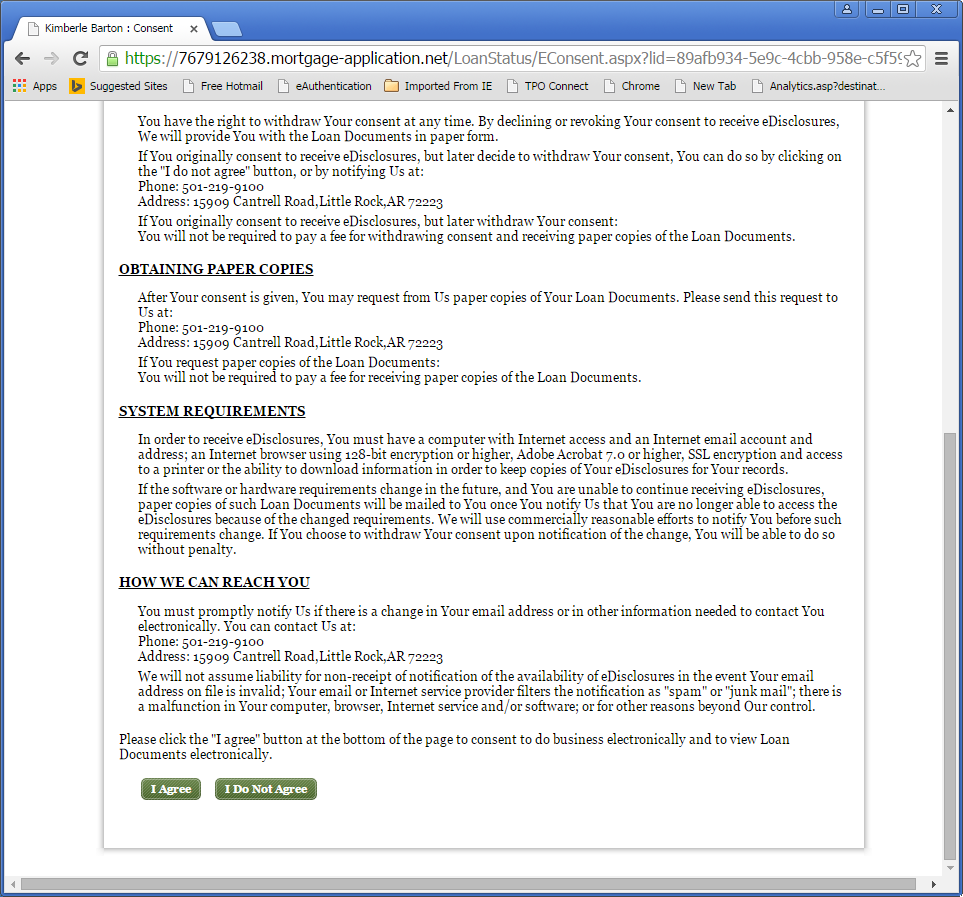 Kimberle Barton : Consent
https://7679126238.mortgage-application.net/LoanStatus/EConsent.aspx?lid=89afb934-5e9c-4cbb-958e-c5f59
Apps Suggested Sites Free Hotmail eAuthentication Imported From IE TPO Connect Chrome New Tab Analytics.asp?destinat...
You have the right to withdraw Your consent at any time. By declining or revoking Your consent to receive eDisclosures,
We will provide You with the Loan Documents in paper form.
If You originally consent to receive eDisclosures, but later decide to withdraw Your consent, You can do so by clicking on
the "I do not agree" button, or by notifying Us at:
Phone: 501-219-9100
Address: 15909 Cantrell Road,Little Rock,AR 72223
If You originally consent to receive eDisclosures, but later withdraw Your consent:
You will not be required to pay a fee for withdrawing consent and receiving paper copies of the Loan Documents.
OBTAINING PAPER COPIES
After Your consent is given, You may request from Us paper copies of Your Loan Documents. Please send this request to
Us at:
Phone: 501-219-9100
Address: 15909 Cantrell Road,Little Rock,AR 72223
If You request paper copies of the Loan Documents:
You will not be required to pay a fee for receiving paper copies of the Loan Documents.
SYSTEM REQUIREMENTS
In order to receive eDisclosures, You must have a computer with Internet access and an Internet email account and
address; an Internet browser using 128-bit encryption or higher, Adobe Acrobat 7.0 or higher, SSL encryption and access
to a printer or the ability to download information in order to keep copies of Your eDisclosures for Your records.
If the software or hardware requirements change in the future, and You are unable to continue receiving eDisclosures,
paper copies of such Loan Documents will be mailed to You once You notify Us that You are no longer able to access the
eDisclosures because of the changed requirements. We will use commercially reasonable efforts to notify You before such
requirements change. If You choose to withdraw Your consent upon notification of the change, You will be able to do so
without penalty.
HOW WE CAN REACH YOU
You must promptly notify Us if there is a change in Your email address or in other information needed to contact You
electronically. You can contact Us at:
Phone: 501-219-9100
Address: 15909 Cantrell Road,Little Rock,AR 72223
We will not assume liability for non-receipt of notification of the availability of eDisclosures in the event Your email
address on file is invalid; Your email or Internet service provider filters the notification as "spam" or "junk mail"; there is
a malfunction in Your computer, browser, Internet service and/or software; or for other reasons beyond Our control.
Please click the "I agree" button at the bottom of the page to consent to do business electronically and to view Loan
Documents electronically.
I Agree I Do Not Agree